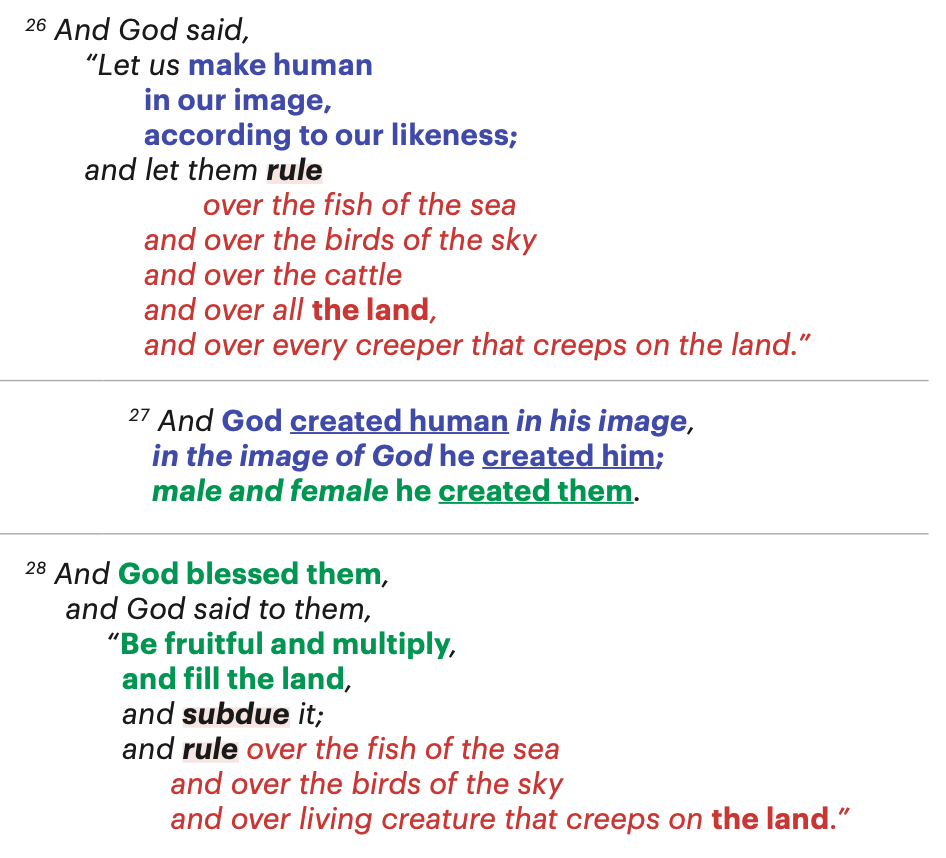 26 And God said,
“Let us make human
in our image,
according to our likeness;
and let them rule
over the fish of the sea
and over the birds of the sky
and over the cattle
and over all the land,
and over every creeper that creeps on the land.”
27 And God created human in his image,
in the image of God he created him;
male and female he created them.
28 And God blessed them,
and God said to them,
“Be fruitful and multiply,
and fill the land,
and subdue it;
and rule over the fish of the sea
and over the birds of the sky
and over living creature that creeps on the land.”